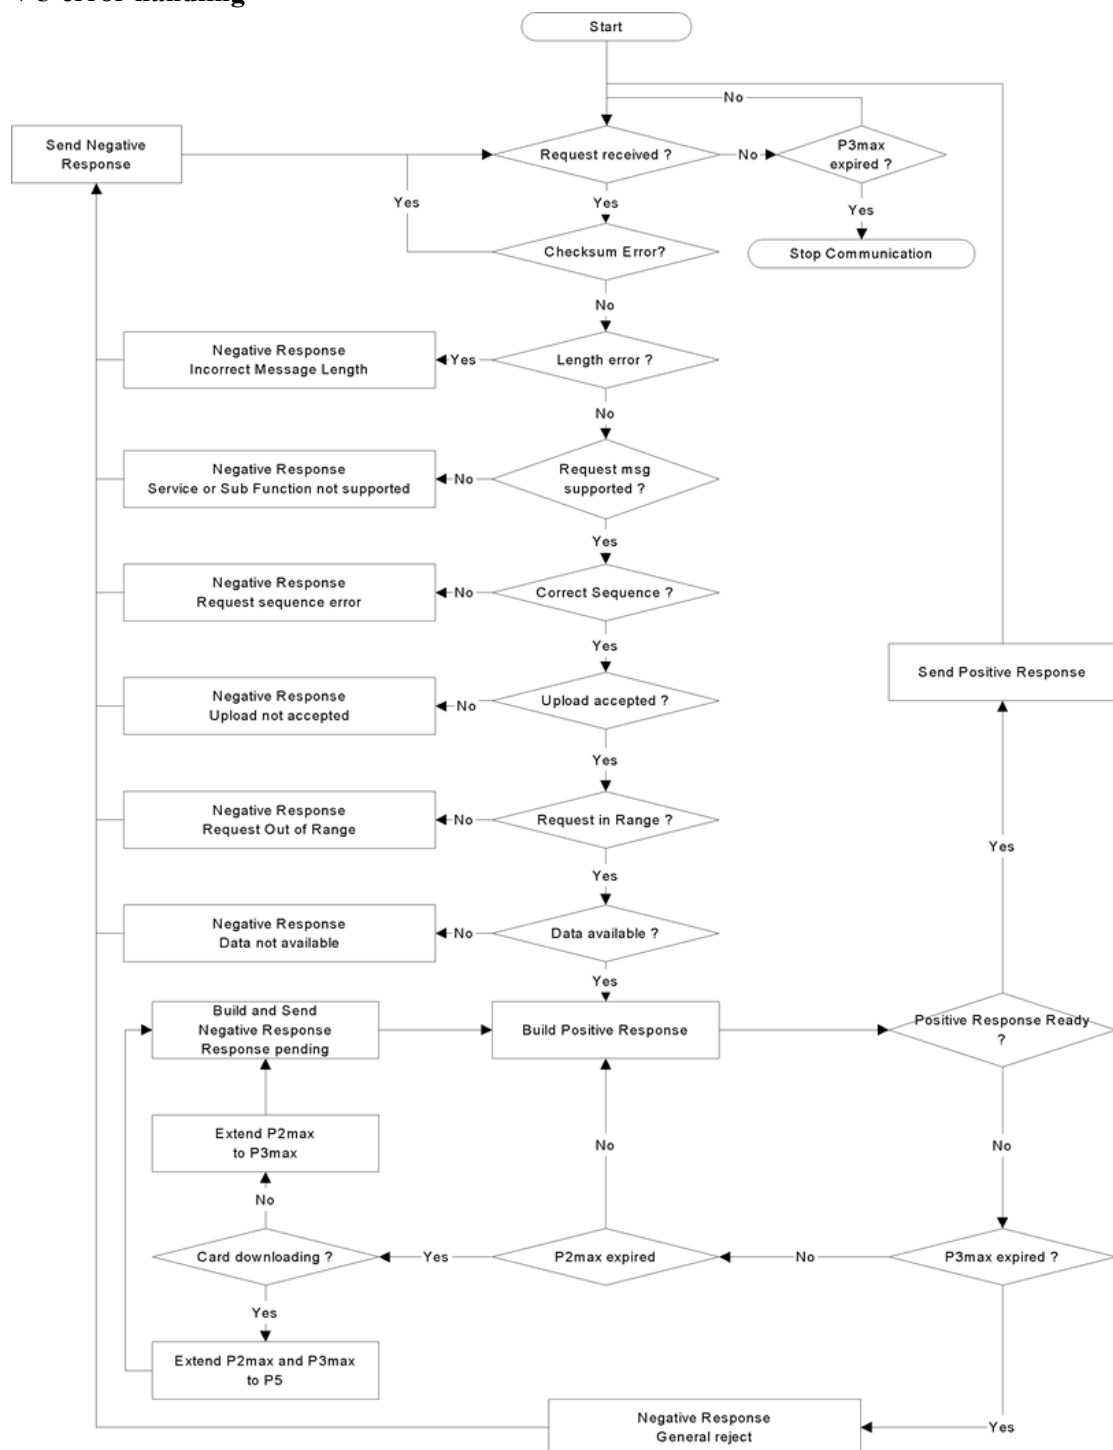 error handling
Start
No
Send Negative
Response
Request received ?
No
P3max
expired ?
Yes
Yes
Yes
Checksum Error?
Stop Communication
No
Negative Response
Incorrect Message Length
Yes
Length error ?
No
Negative Response
Service or Sub Function not supported
No
Request msg
supported ?
Yes
Negative Response
Request sequence error
No
Correct Sequence ?
Yes
Send Positive Response
Negative Response
Upload not accepted
No
Upload accepted ?
Yes
Negative Response
Request Out of Range
No
Request in Range ?
Yes
Yes
Negative Response
Data not available
No
Data available ?
Yes
Build and Send
Negative Response
Response pending
Build Positive Response
Positive Response Ready
?
Extend P2max
to P3max
No
No
No
Card downloading ?
Yes
P2max expired
No
P3max expired ?
Yes
Extend P2max and P3max
to P5
Negative Response
General reject
Yes